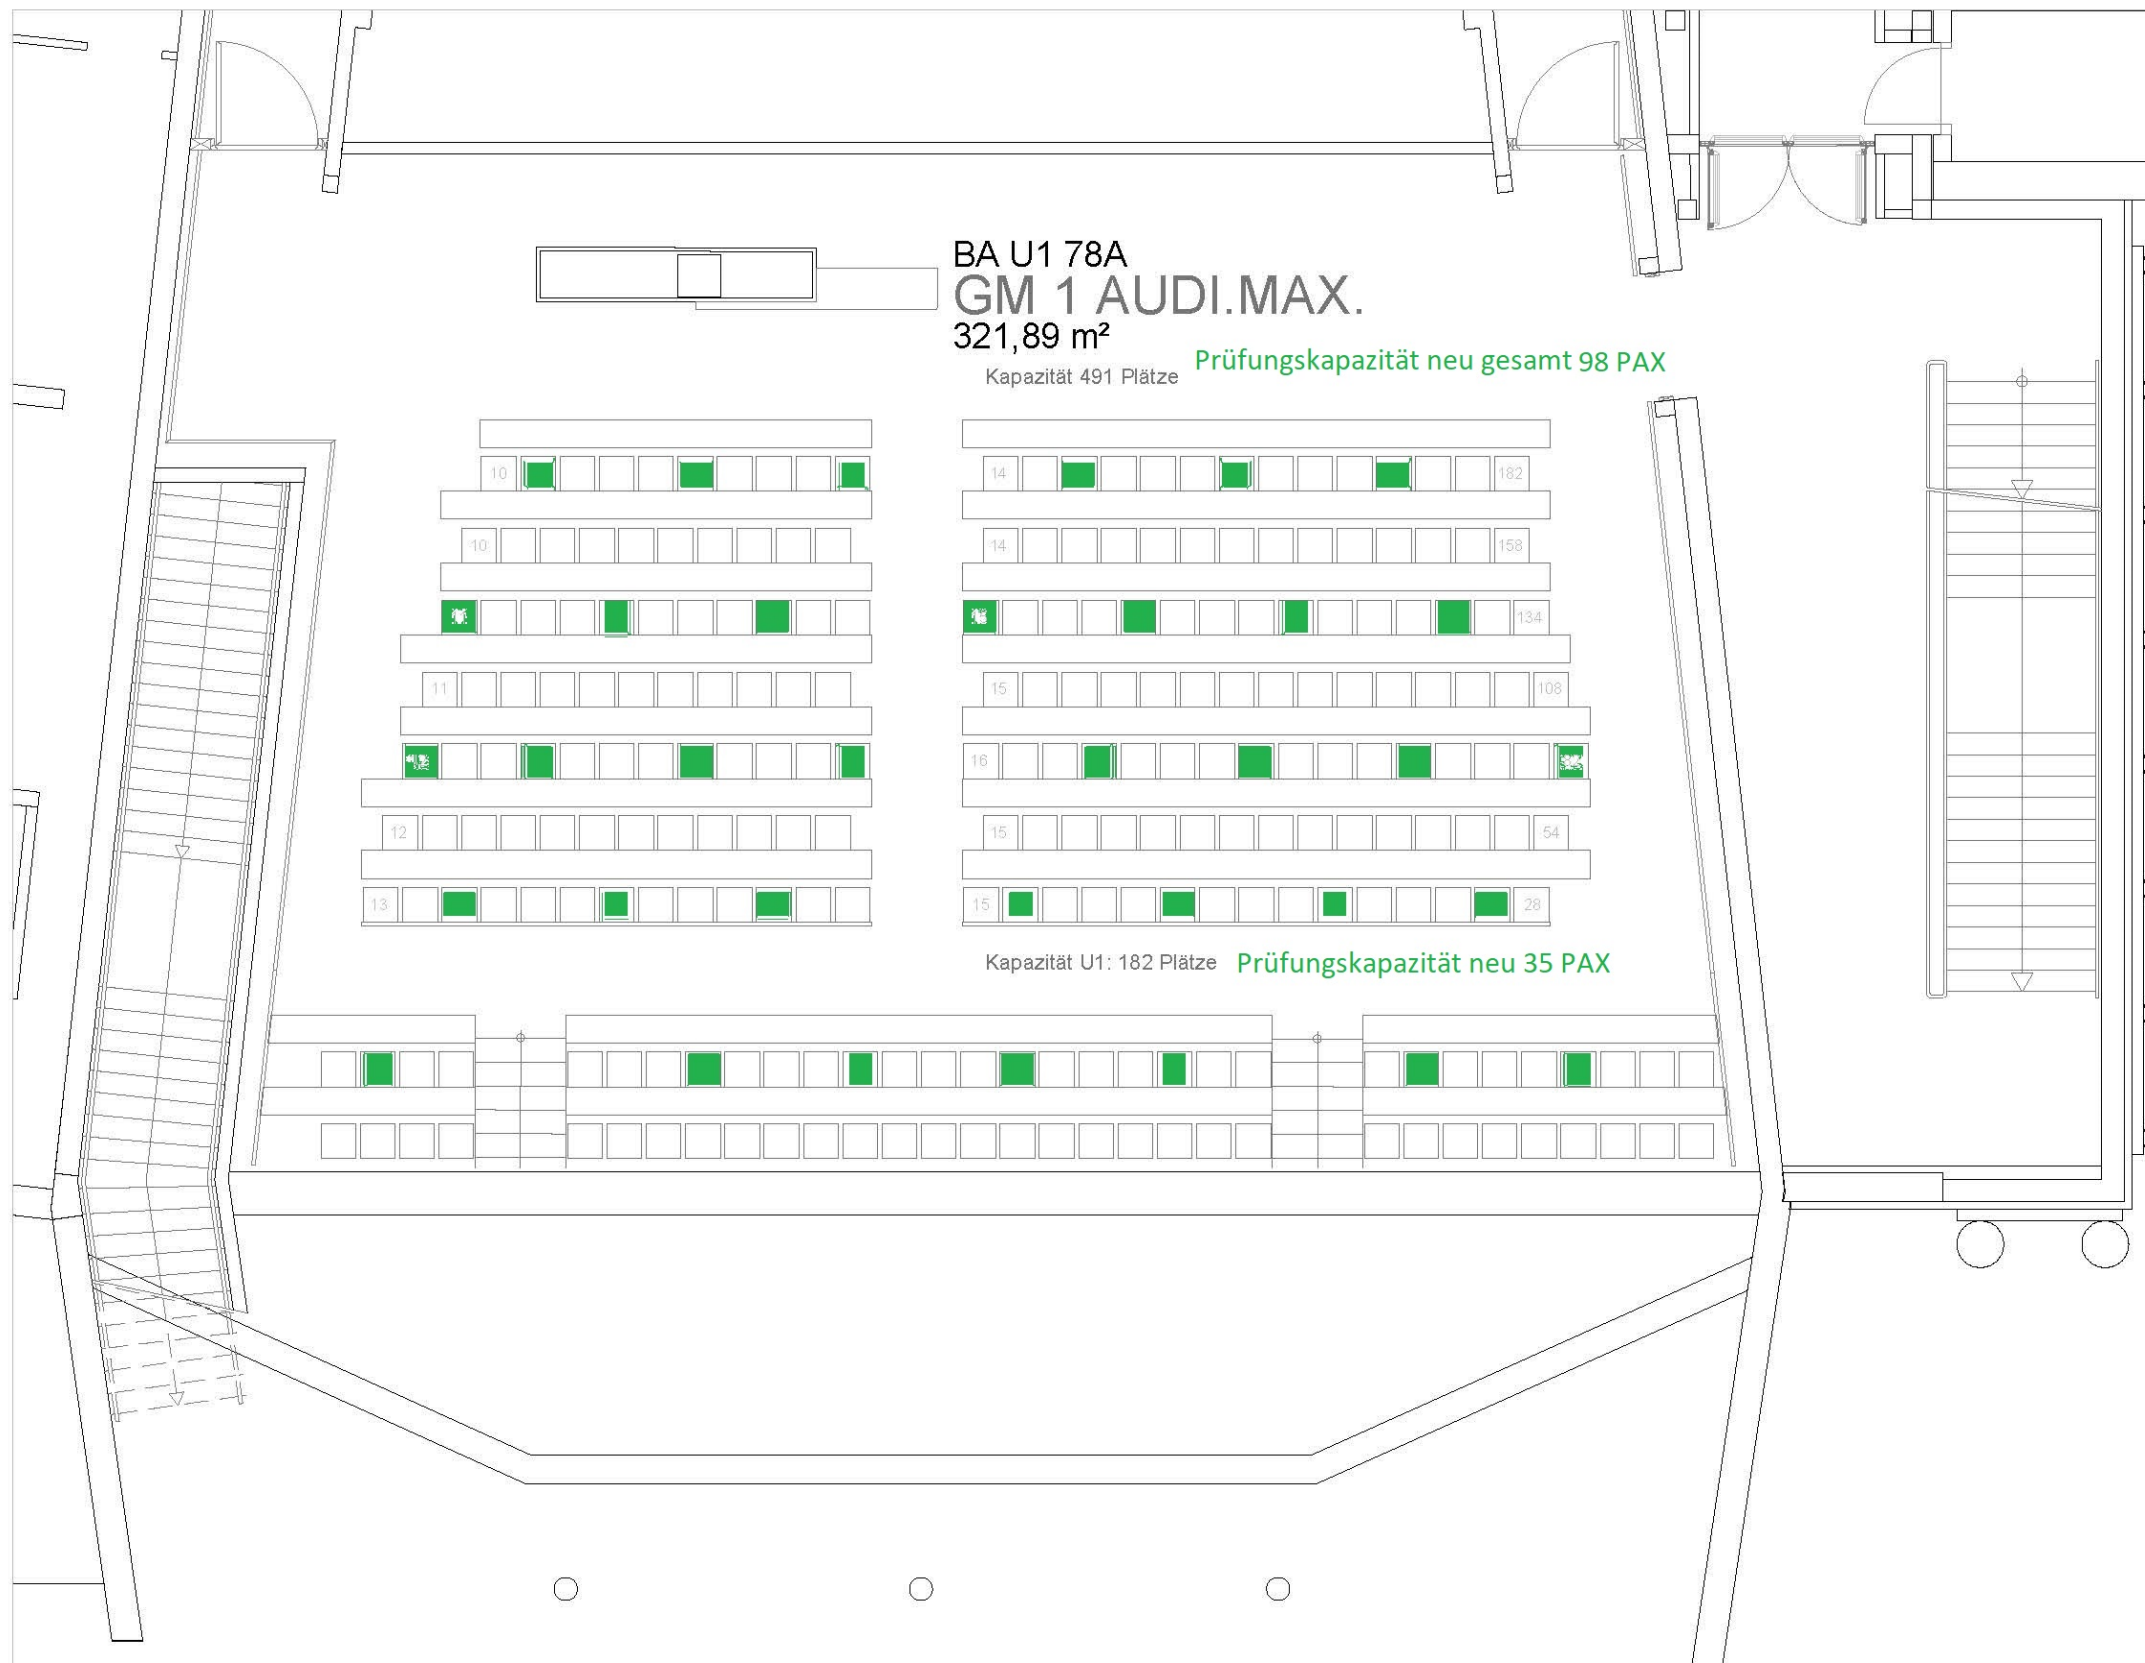 BA U1 78A
GM 1 AUDI.MAX.
321,89 m²
Kapazität 491 Plätze Prüfungskapazität neu gesamt 98 PAX
10 14 182
10 14 158
134
11 15 108
16
12 15 54
13 15 28
Kapazität U1: 182 Plätze Prüfungskapazität neu 35 PAX